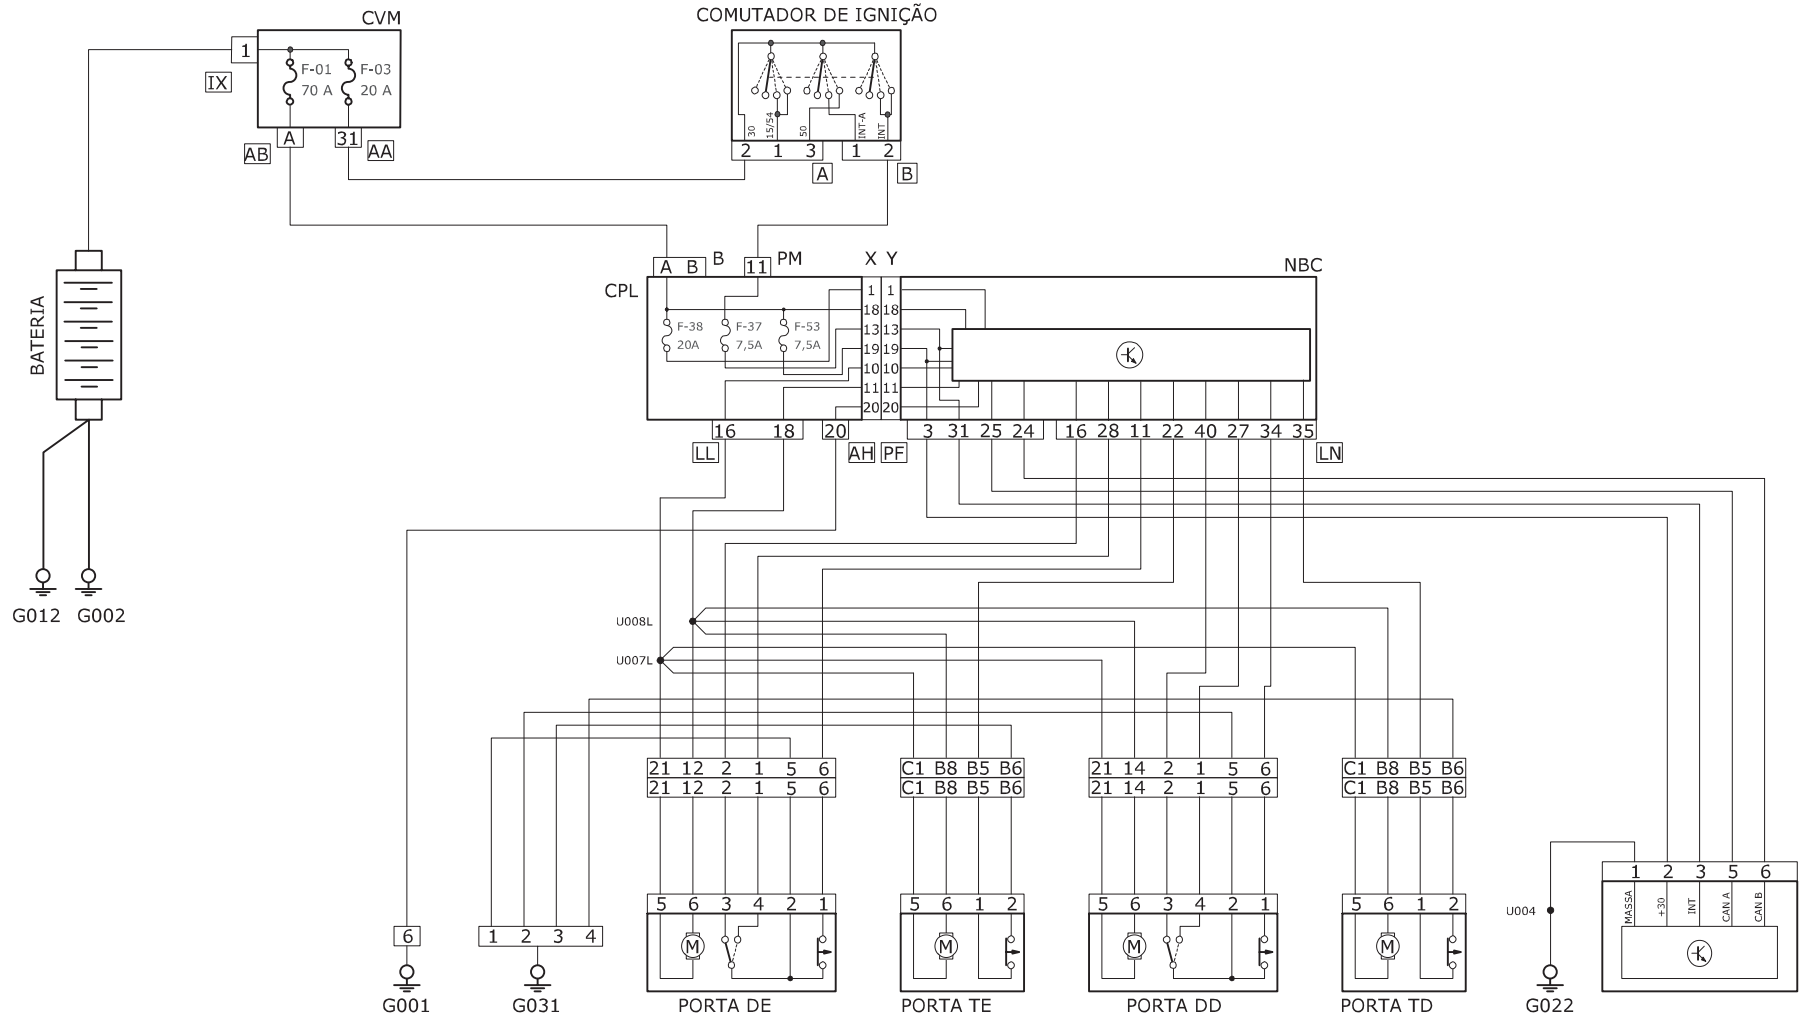 CVM
COMUTADOR DE IGNIÇÃO
1
IX
F-01
70 A
F-03
20 A
A
31
AB
AA
30
15/54
50
INT-A
INT
2 1 3 1 2
A
B
BATERIA
G012
G002
A B
B
11
PM
X Y
NBC
CPL
F-38
20A
F-37
7,5A
F-53
7,5A
1 1
18 18
13 13
19 19
10 10
11 11
20 20
16 18 20
3 31 25 24 16 28 11 22 40 27 34 35
LL
AH
PF
LN
U008L
U007L
21 12 2 1 5 6
21 12 2 1 5 6
C1 B8 B5 B6
C1 B8 B5 B6
21 14 2 1 5 6
21 14 2 1 5 6
C1 B8 B5 B6
C1 B8 B5 B6
5 6 3 4 2 1
M
PORTA DE
5 6 1 2
M
PORTA TE
5 6 3 4 2 1
M
PORTA DD
5 6 1 2
M
PORTA TD
6
G001
1 2 3 4
G031
U004
G022
1 2 3 5 6
MASSA
+30
INT
CAN A
CAN B